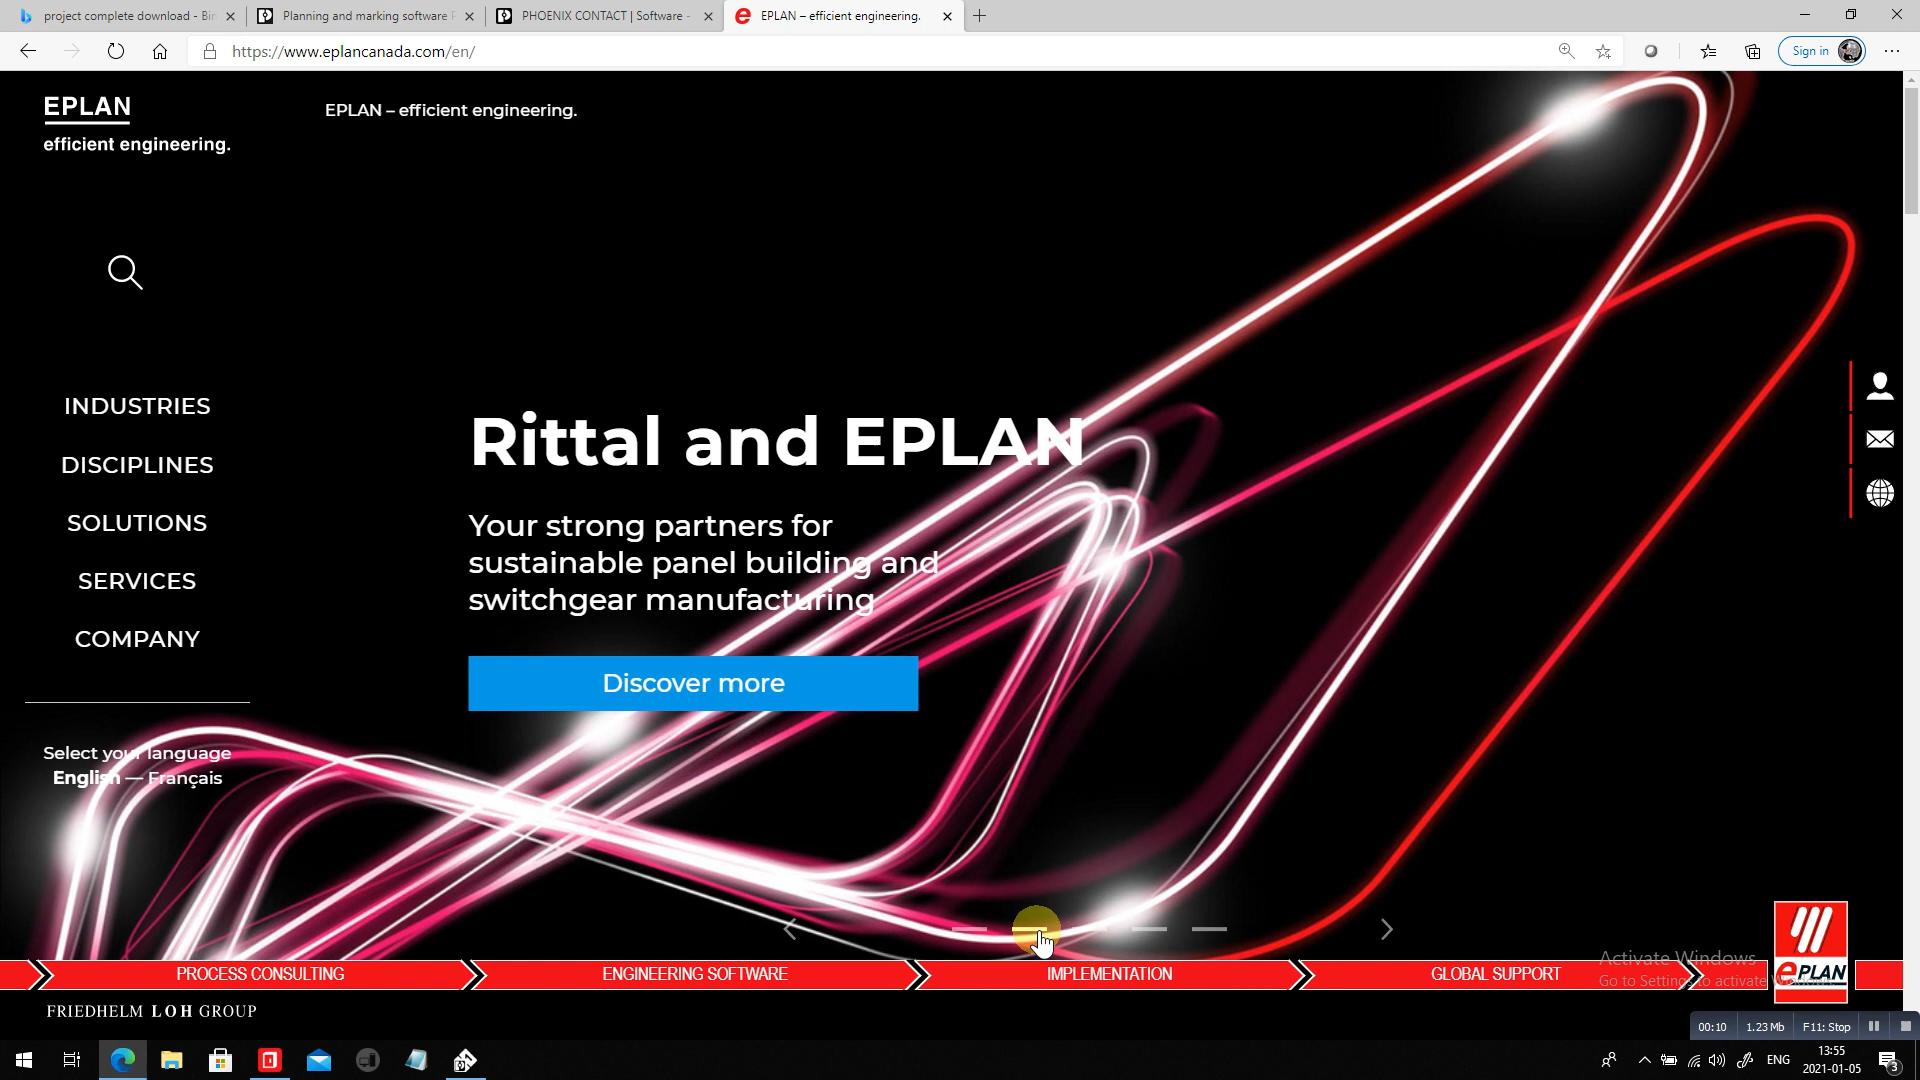 project complete download - Bin
Planning and marking software P
PHOENIX CONTACT | Software -
EPLAN – efficient engineering.
https://www.eplancanada.com/en/
Sign in
EPLAN
efficient engineering.
EPLAN – efficient engineering.
INDUSTRIES
DISCIPLINES
SOLUTIONS
SERVICES
COMPANY
Rittal and EPLAN
Your strong partners for
sustainable panel building and
switchgear manufacturing
Discover more
Select your language
English — Français
Activate Windows
Go to Settings to activate Windows.
PROCESS CONSULTING
ENGINEERING SOFTWARE
IMPLEMENTATION
GLOBAL SUPPORT
ePLAN
FRIEDHELM LOH GROUP
00:10
1.23 Mb
F11: Stop
ENG
13:55
2021-01-05
3